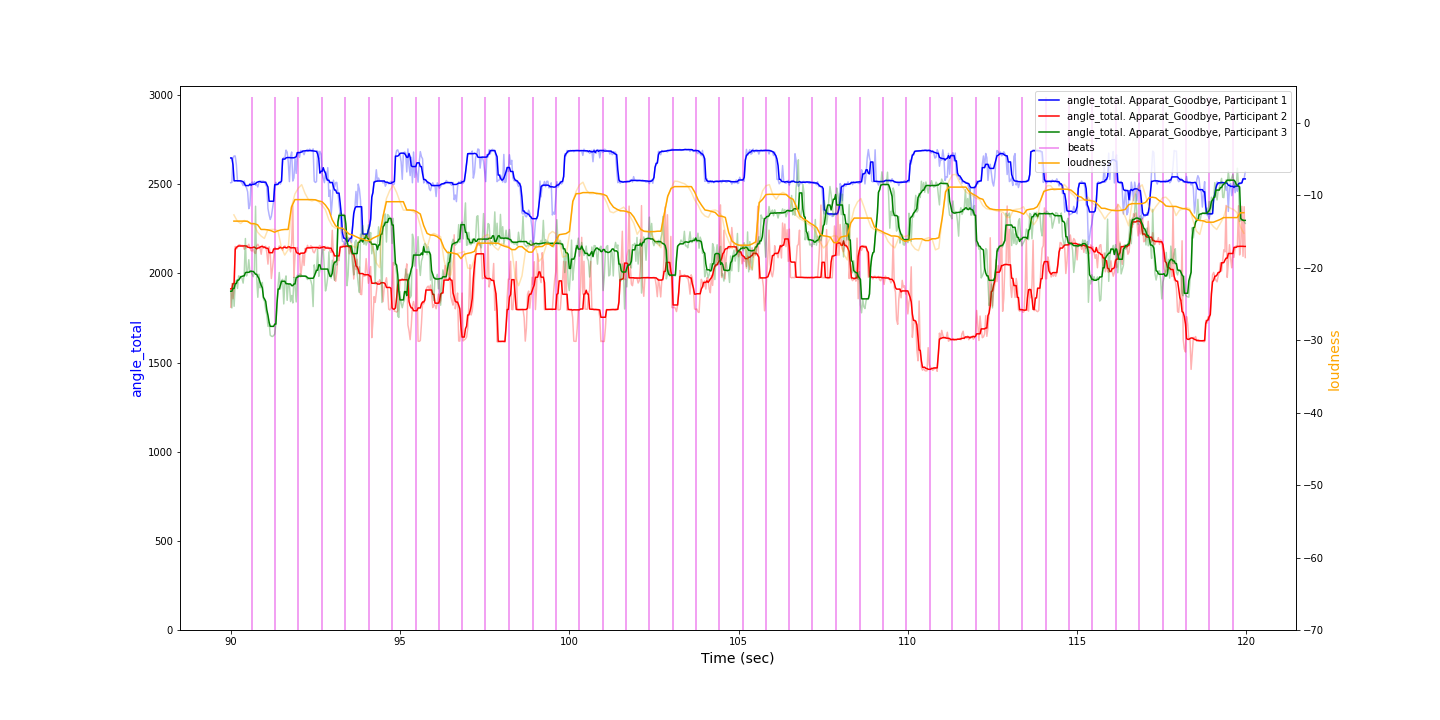 angle_total. Apparat_Goodbye, Participant 1
angle_total. Apparat_Goodbye, Participant 2
angle_total. Apparat_Goodbye, Participant 3
beats
loudness
3000
2500
2000
1500
1000
500
0
angle_total
0
−10
−20
−30
−40
−50
−60
−70
loudness
90
95
100
105
110
115
120
Time (sec)